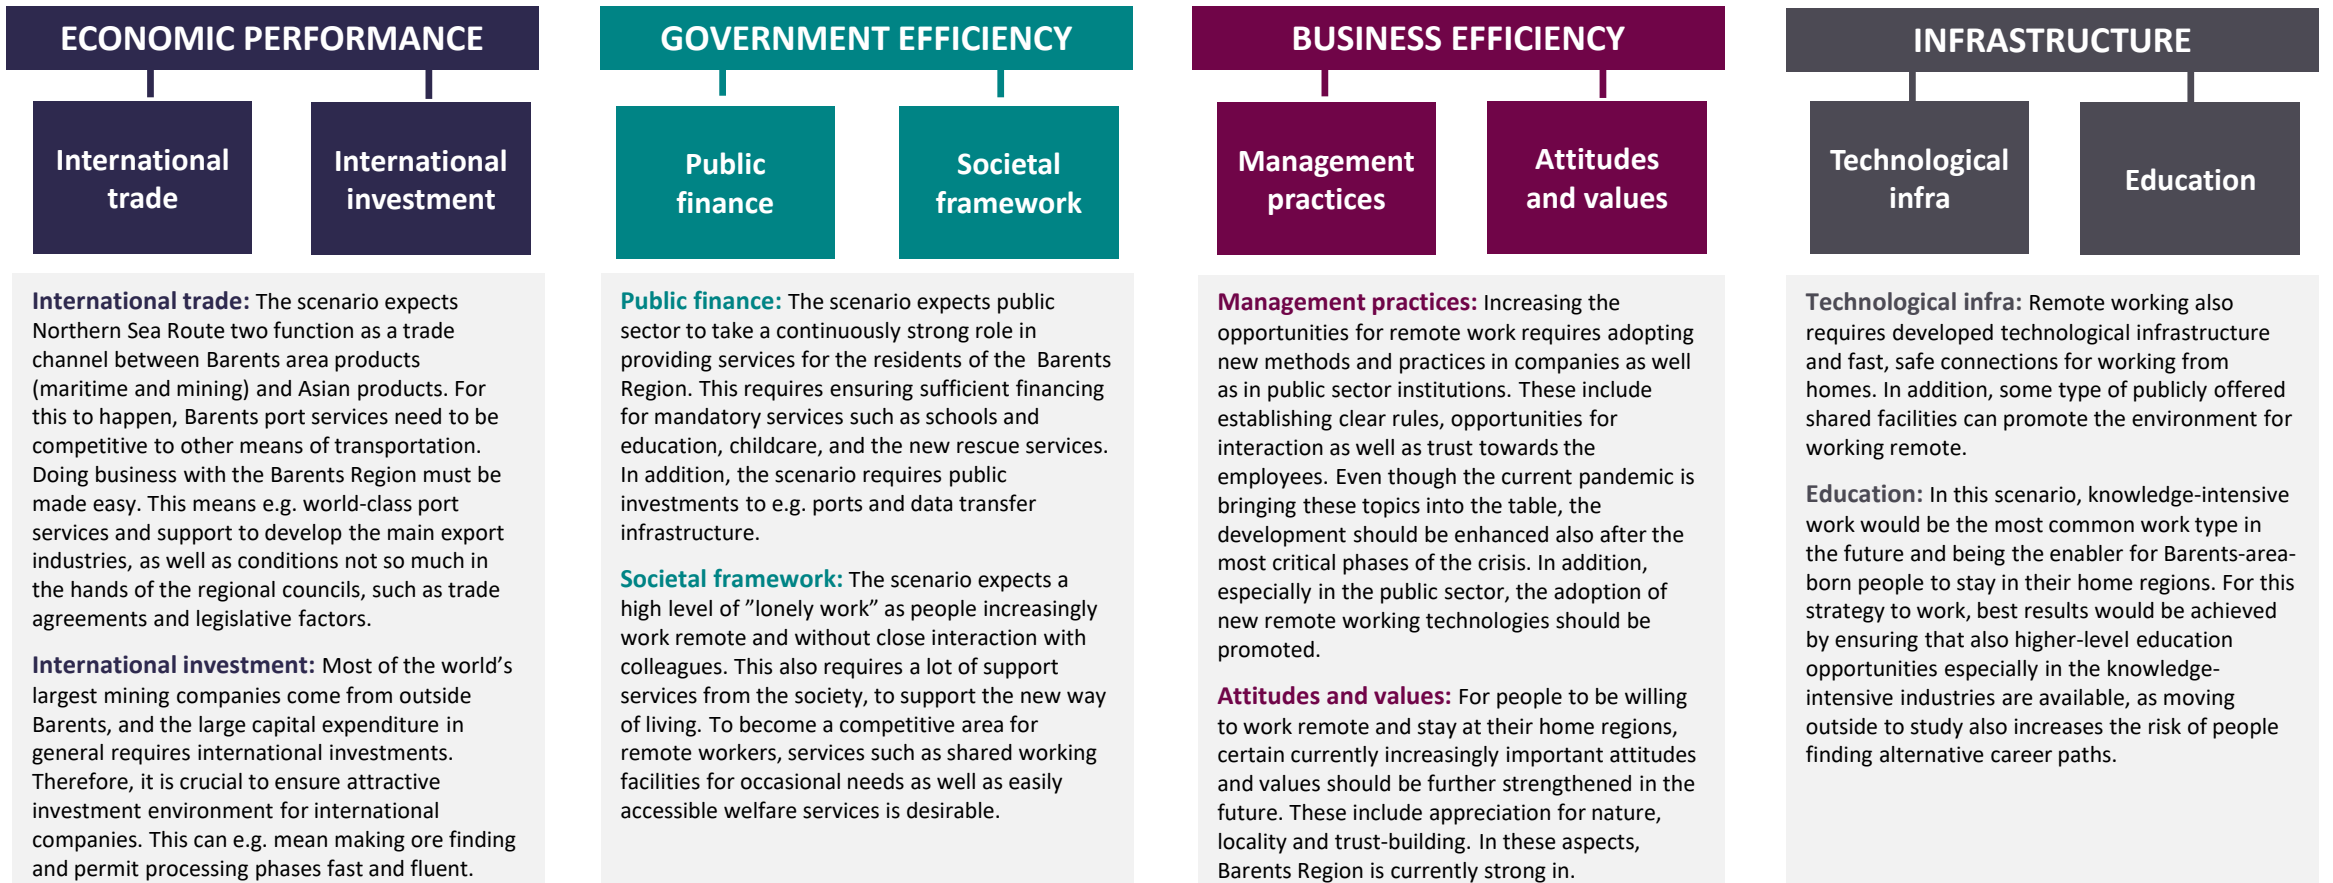 ECONOMIC PERFORMANCE
International
trade
International
investment
International trade: The scenario expects
Northern Sea Route two function as a trade
channel between Barents area products
(maritime and mining) and Asian products. For
this to happen, Barents port services need to be
competitive to other means of transportation.
Doing business with the Barents Region must be
made easy. This means e.g. world-class port
services and support to develop the main export
industries, as well as conditions not so much in
the hands of the regional councils, such as trade
agreements and legislative factors.
International investment: Most of the world’s
largest mining companies come from outside
Barents, and the large capital expenditure in
general requires international investments.
Therefore, it is crucial to ensure attractive
investment environment for international
companies. This can e.g. mean making ore finding
and permit processing phases fast and fluent.
GOVERNMENT EFFICIENCY
Public
finance
Societal
framework
Public finance: The scenario expects public
sector to take a continuously strong role in
providing services for the residents of the Barents
Region. This requires ensuring sufficient financing
for mandatory services such as schools and
education, childcare, and the new rescue services.
In addition, the scenario requires public
investments to e.g. ports and data transfer
infrastructure.
Societal framework: The scenario expects a
high level of ”lonely work” as people increasingly
work remote and without close interaction with
colleagues. This also requires a lot of support
services from the society, to support the new way
of living. To become a competitive area for
remote workers, services such as shared working
facilities for occasional needs as well as easily
accessible welfare services is desirable.
BUSINESS EFFICIENCY
Management
practices
Attitudes
and values
Management practices: Increasing the
opportunities for remote work requires adopting
new methods and practices in companies as well
as in public sector institutions. These include
establishing clear rules, opportunities for
interaction as well as trust towards the
employees. Even though the current pandemic is
bringing these topics into the table, the
development should be enhanced also after the
most critical phases of the crisis. In addition,
especially in the public sector, the adoption of
new remote working technologies should be
promoted.
Attitudes and values: For people to be willing
to work remote and stay at their home regions,
certain currently increasingly important attitudes
and values should be further strengthened in the
future. These include appreciation for nature,
locality and trust-building. In these aspects,
Barents Region is currently strong in.
INFRASTRUCTURE
Technological
infra
Education
Technological infra: Remote working also
requires developed technological infrastructure
and fast, safe connections for working from
homes. In addition, some type of publicly offered
shared facilities can promote the environment for
working remote.
Education: In this scenario, knowledge-intensive
work would be the most common work type in
the future and being the enabler for Barents-area-
born people to stay in their home regions. For this
strategy to work, best results would be achieved
by ensuring that also higher-level education
opportunities especially in the knowledge-
intensive industries are available, as moving
outside to study also increases the risk of people
finding alternative career paths.